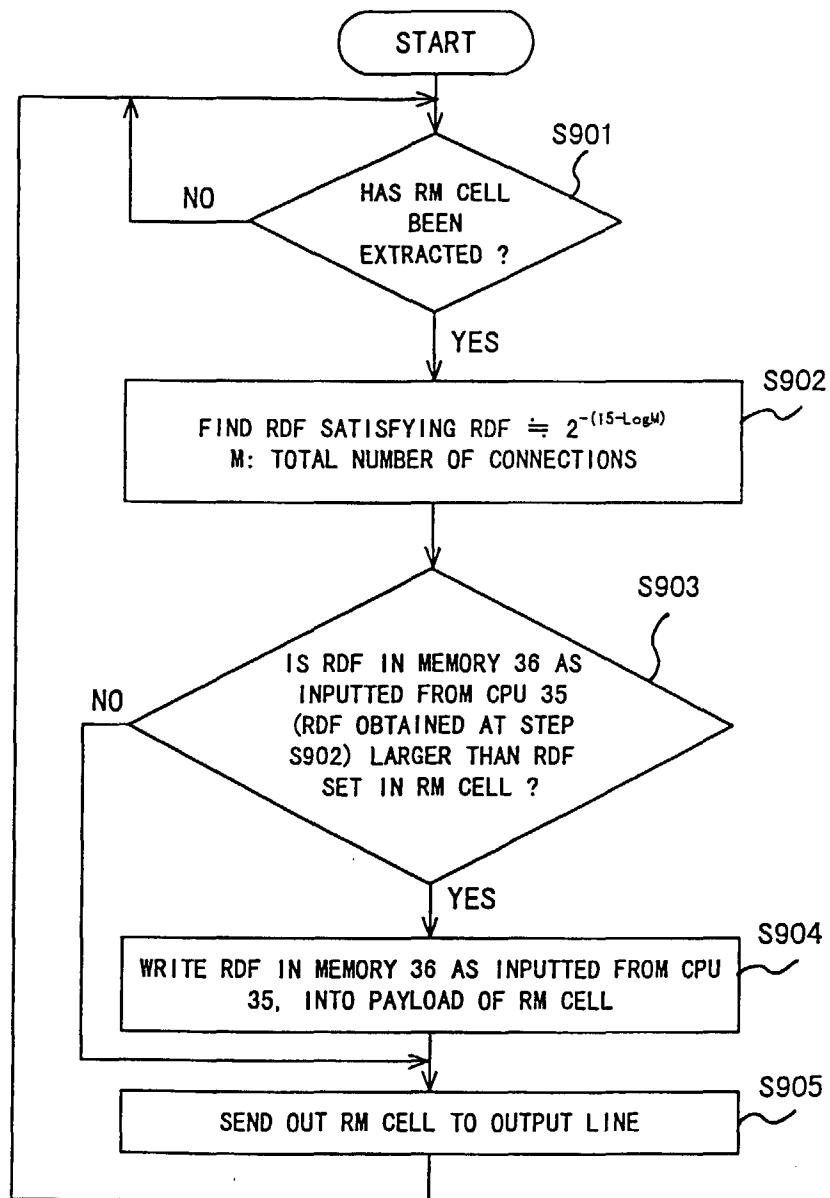 START
S901
HAS RM CELL
BEEN
EXTRACTED ?
NO
YES
S902
FIND RDF SATISFYING RDF ≒ 2^-(15-LogM)
M: TOTAL NUMBER OF CONNECTIONS
S903
IS RDF IN MEMORY 36 AS
INPUTTED FROM CPU 35
(RDF OBTAINED AT STEP
S902) LARGER THAN RDF
SET IN RM CELL ?
NO
YES
S904
WRITE RDF IN MEMORY 36 AS INPUTTED FROM CPU
35, INTO PAYLOAD OF RM CELL
S905
SEND OUT RM CELL TO OUTPUT LINE